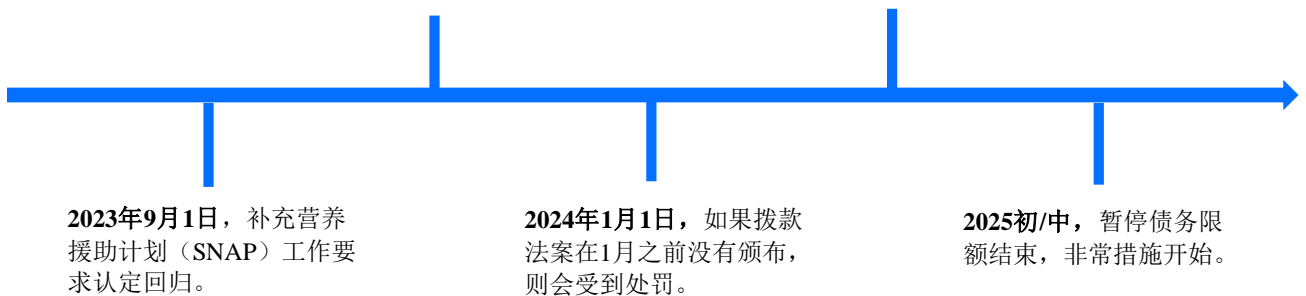 2023年9月1日，补充营养
援助计划（SNAP）工作要
求认定回归。
2024年1月1日，如果拨款
法案在1月之前没有颁布，
则会受到处罚。
2025初/中，暂停债务限
额结束，非常措施开始。